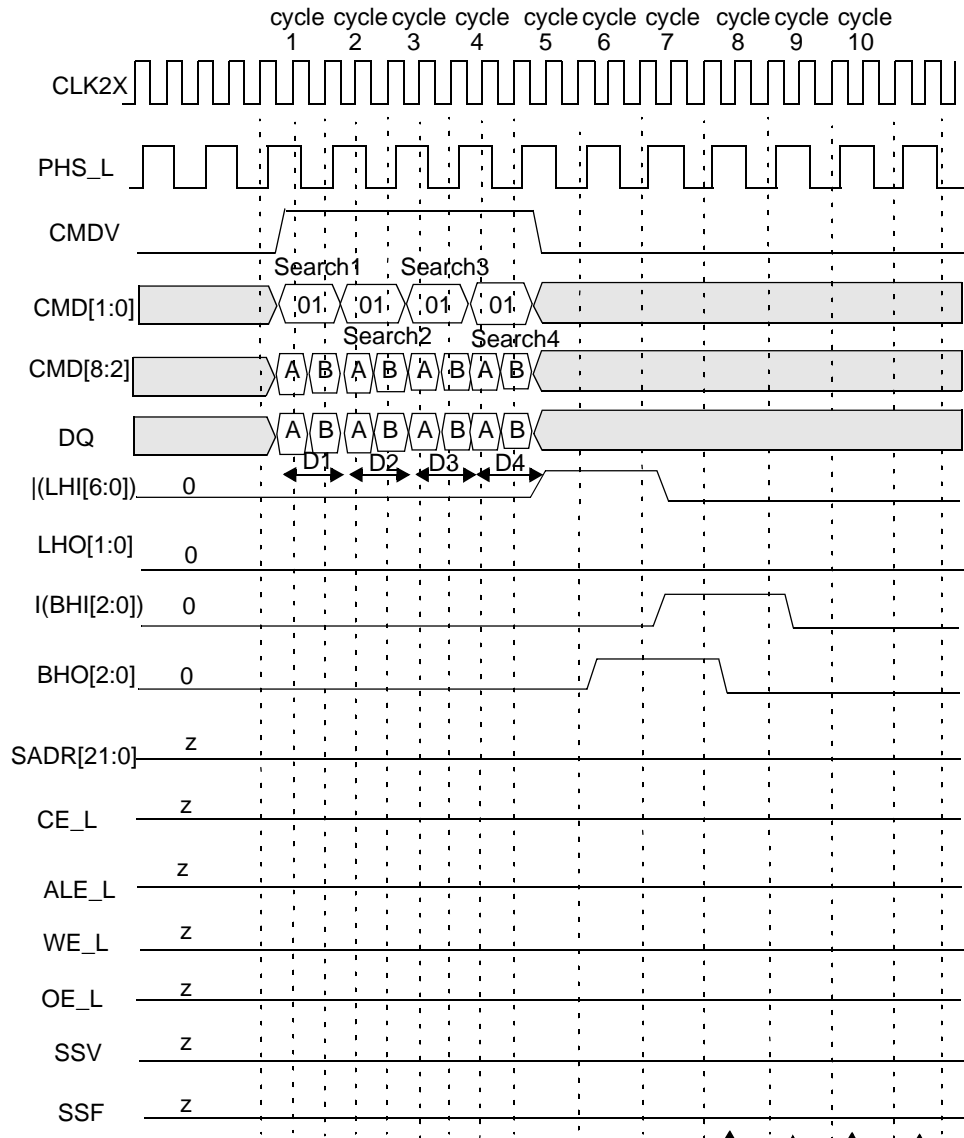 cycle cycle cycle cycle cycle cycle cycle cycle cycle cycle
1 2 3 4 5 6 7 8 9 10
CLK2X
PHS_L
CMDV
Search1 Search3
CMD[1:0] 01 01 01 01
Search2 Search4
CMD[8:2] A B A B A B A B
DQ A B A B A B A B
D1 D2 D3 D4
|(LHI[6:0]) 0
LHO[1:0] 0
I(BHI[2:0]) 0
BHO[2:0] 0
SADR[21:0] z
CE_L z
ALE_L z
WE_L z
OE_L z
SSV z
SSF z